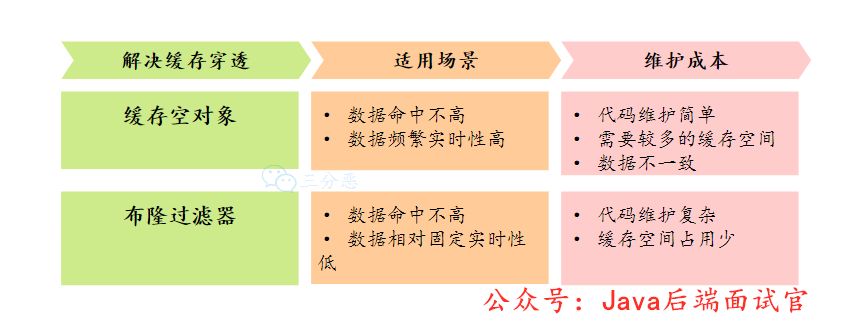 解决缓存穿透
适用场景
维护成本
缓存空对象
• 数据命中不高
• 数据频繁实时性高
• 代码维护简单
• 需要较多的缓存空间
• 数据不一致
三分恶
布隆过滤器
• 数据命中不高
• 数据相对固定实时性
低
• 代码维护复杂
• 缓存空间占用少
公众号：Java后端面试官